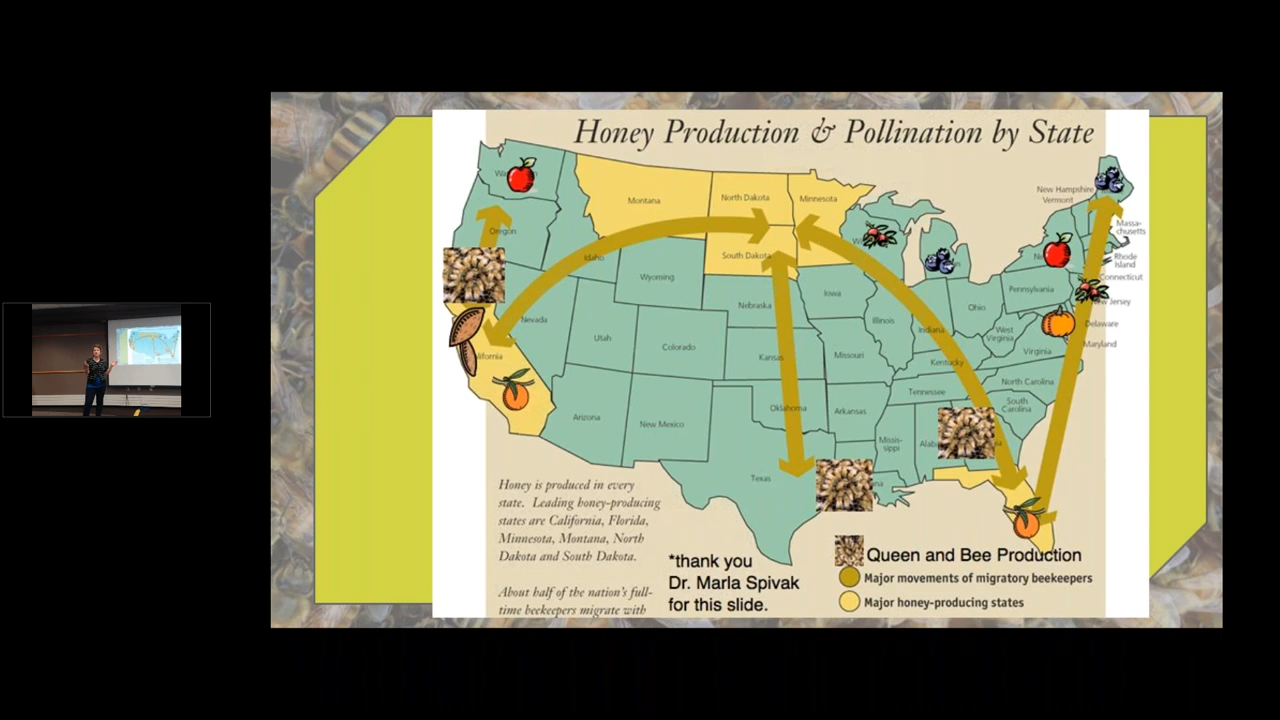 Honey Production & Pollination by State
Montana
North Dakota
Minnesota
New Hampshire
Vermont
Massa-
chusetts
Oregon
Rhode
Island
Connecticut
Idaho
South Dakota
Wyoming
Pennsylvania
Iowa
Nebraska
Ohio
Nevada
Illinois
Indiana
Delaware
Utah
Colorado
Kansas
Missouri
West
Virginia
Virginia
Maryland
Kentucky
North Carolina
Tennessee
South
Carolina
Arizona
New Mexico
Oklahoma
Arkansas
Missis-
sippi
Texas
Honey is produced in every
state. Leading honey-producing
states are California, Florida,
Minnesota, Montana, North
Dakota and South Dakota.
About half of the nation's full-
time beekeepers migrate with
*thank you
Dr. Marla Spivak
for this slide.
Queen and Bee Production
Major movements of migratory beekeepers
Major honey-producing states